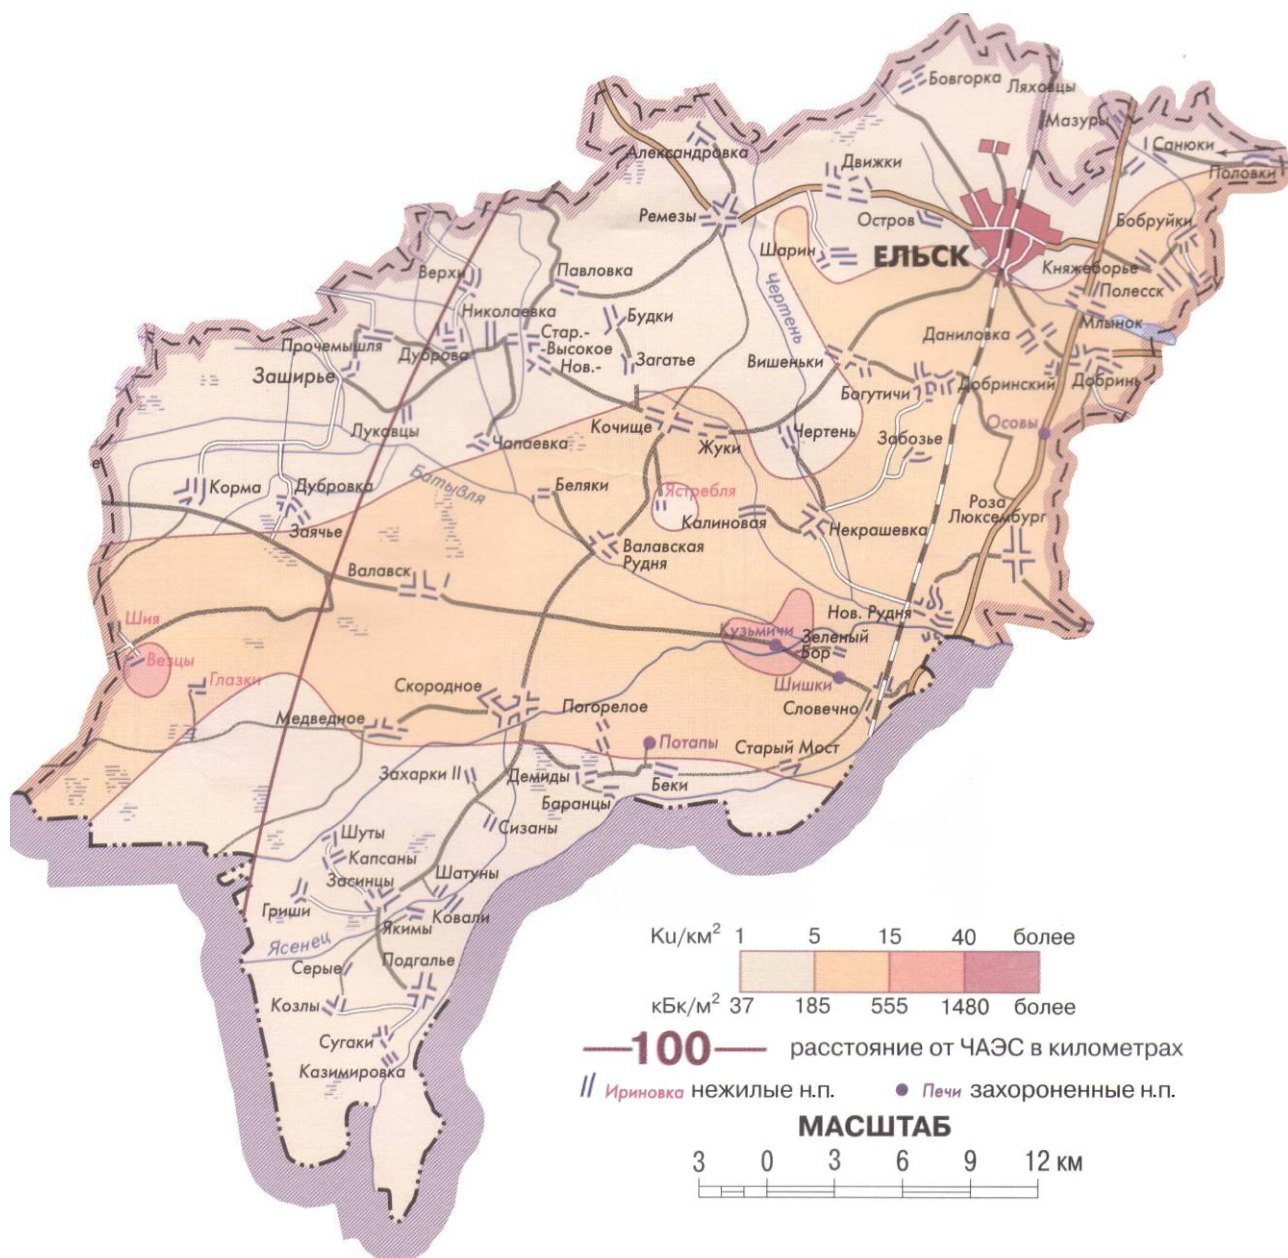 Бовгорка
Ляховцы
Мазуры
Санюки
Половки
Александровка
Движки
Ремезы
Остров
Бобруйки
Шарин
ЕЛЬСК
Княжеборье
Верхи
Павловка
Чертень
Полесск
Николаевка
Будки
Млынок
Прочемышля
Дуброва
Стар.-
-Высокое
Нов.-
Загатье
Вишеньки
Даниловка
Заширье
Богутичи
Добринский
Добринь
Лукавцы
Чапаевка
Кочище
Жуки
Чертень
Забозье
Осовы
Батывля
Корма
Дубровка
Заячье
Беляки
Ястребля
Калиновая
Некрашевка
Роза
Люксембург
Валавская
Рудня
Валавск
Шия
Нов. Рудня
Кузьмичи
Зеленый
Бор
Везцы
Глазки
Скородное
Шишки
Погорелое
Словечно
Медведное
Потапы
Старый Мост
Захарки II
Демиды
Беки
Баранцы
Сизаны
Шуты
Капсаны
Засинцы
Шатуны
Гриши
Якимы
Ковали
Ясенец
Подгалье
Серые
Козлы
Сугаки
Казимировка
Ku/км² 1 5 15 40 более
кБк/м² 37 185 555 1480 более
100 расстояние от ЧАЭС в километрах
Ириновка нежилые н.п. Печи захороненные н.п.
МАСШТАБ
3 0 3 6 9 12 км